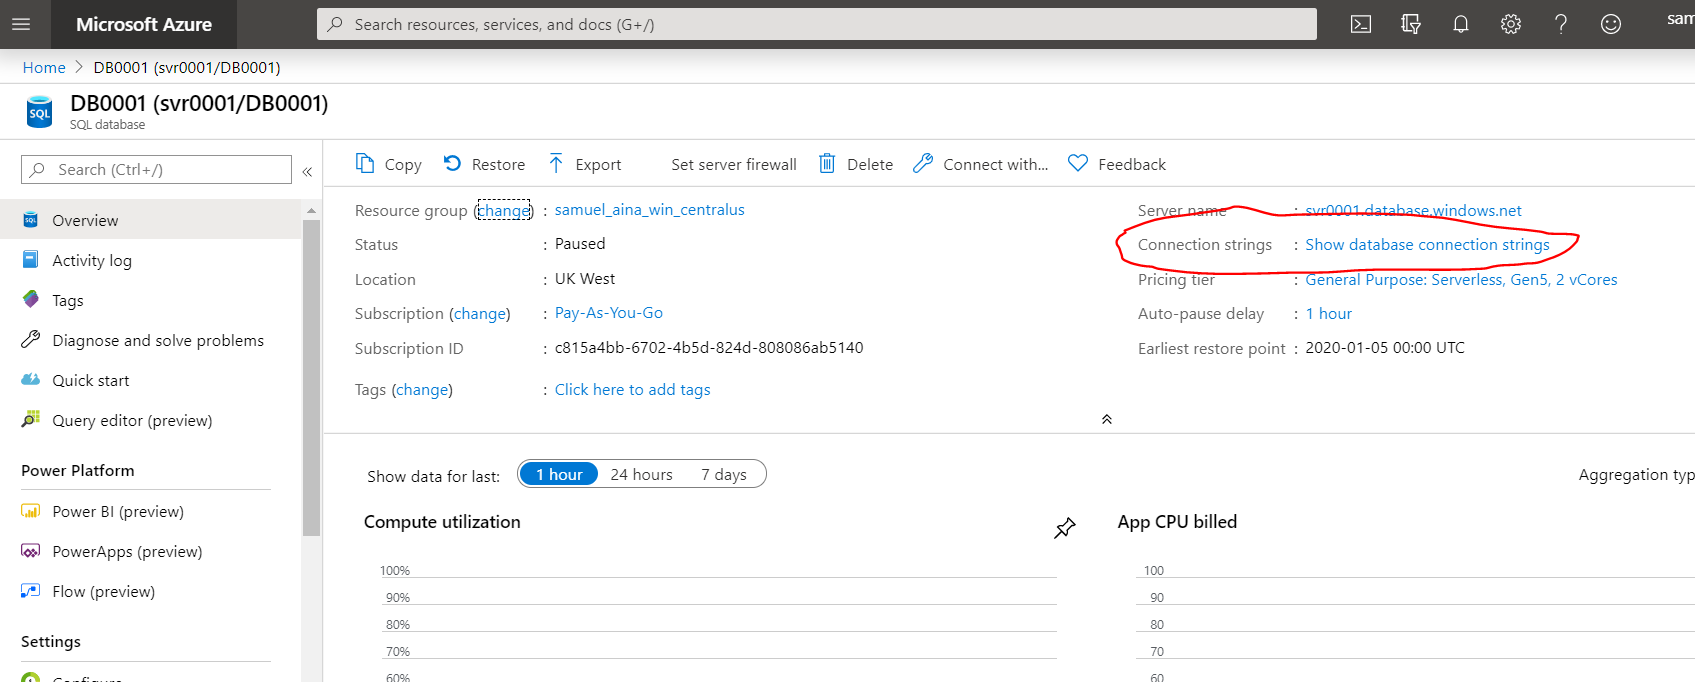 Microsoft Azure
Search resources, services, and docs (G+/)
sam
Home > DB0001 (svr0001/DB0001)
SQL
DB0001 (svr0001/DB0001)
SQL database
Search (Ctrl+/)
«
Overview
Activity log
Tags
Diagnose and solve problems
Quick start
Query editor (preview)
Power Platform
Power BI (preview)
PowerApps (preview)
Flow (preview)
Settings
Configure
Copy Restore Export Set server firewall Delete Connect with... Feedback
Resource group (change) : samuel_aina_win_centralus
Status : Paused
Location : UK West
Subscription (change) : Pay-As-You-Go
Subscription ID : c815a4bb-6702-4b5d-824d-808086ab5140
Tags (change) : Click here to add tags
Server name : svr0001.database.windows.net
Connection strings : Show database connection strings
Pricing tier : General Purpose: Serverless, Gen5, 2 vCores
Auto-pause delay : 1 hour
Earliest restore point : 2020-01-05 00:00 UTC
Show data for last: 1 hour 24 hours 7 days
Aggregation typ
Compute utilization
100%
90%
80%
70%
60%
App CPU billed
100
90
80
70
60